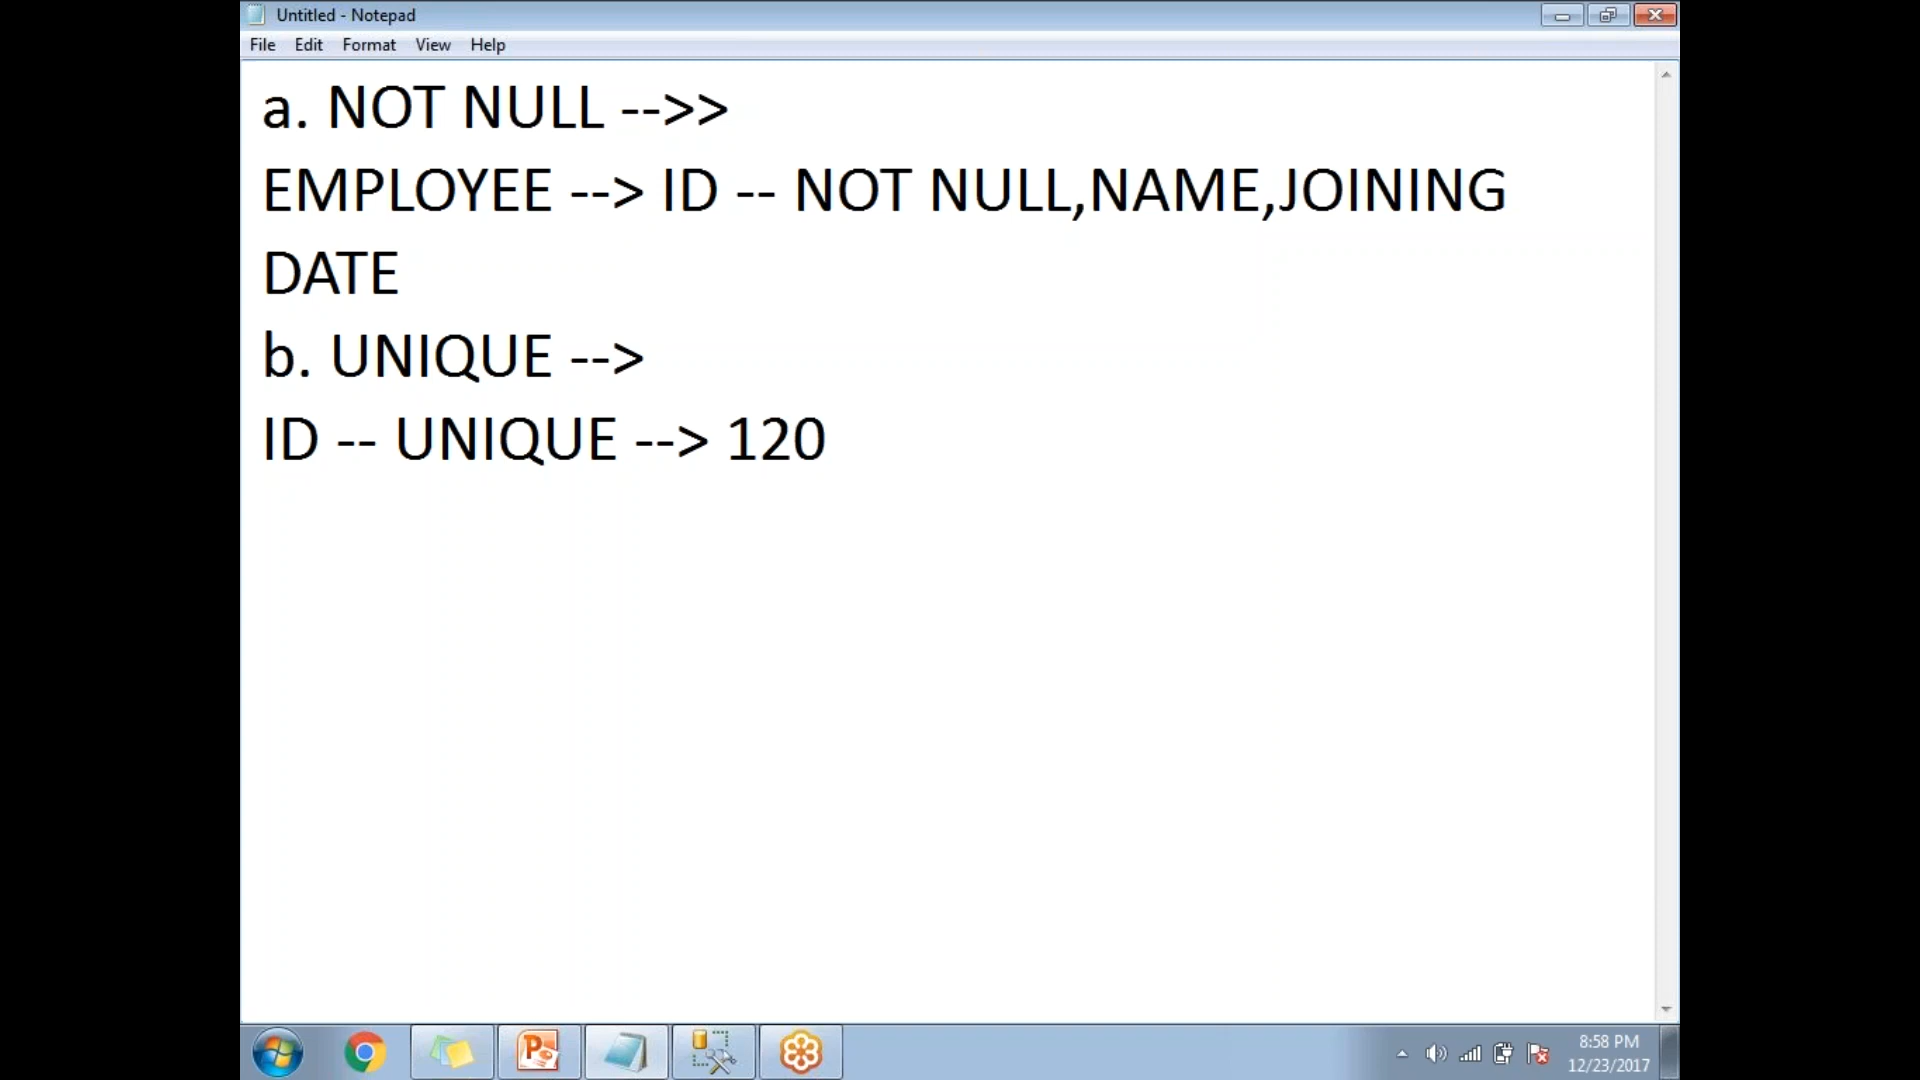 Untitled - Notepad
File Edit Format View Help
a. NOT NULL -->>
EMPLOYEE --> ID -- NOT NULL,NAME,JOINING
DATE
b. UNIQUE -->
ID -- UNIQUE --> 120
8:58 PM
12/23/2017